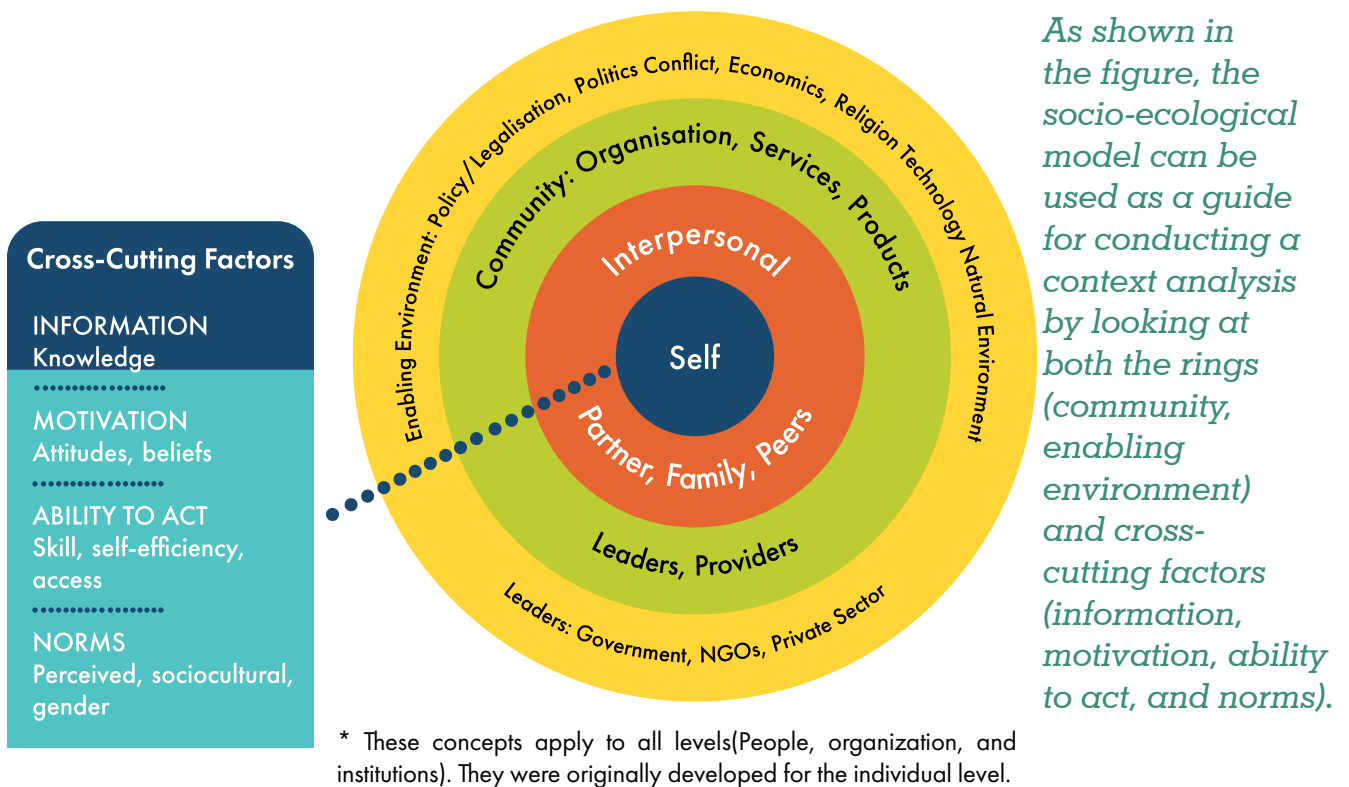 Cross-Cutting Factors
INFORMATION
Knowledge
MOTIVATION
Attitudes, beliefs
ABILITY TO ACT
Skill, self-efficiency,
access
NORMS
Perceived, sociocultural,
gender
Enabling Environment: Policy/Legalisation, Politics Conflict, Economics, Religion Technology Natural Environment
Community: Organisation, Services, Products
Interpersonal
Self
Partner, Family, Peers
Leaders, Providers
Leaders: Government, NGOs, Private Sector
* These concepts apply to all levels(People, organization, and
institutions). They were originally developed for the individual level.
As shown in
the figure, the
socio-ecological
model can be
used as a guide
for conducting a
context analysis
by looking at
both the rings
(community,
enabling
environment)
and cross-
cutting factors
(information,
motivation, ability
to act, and norms).